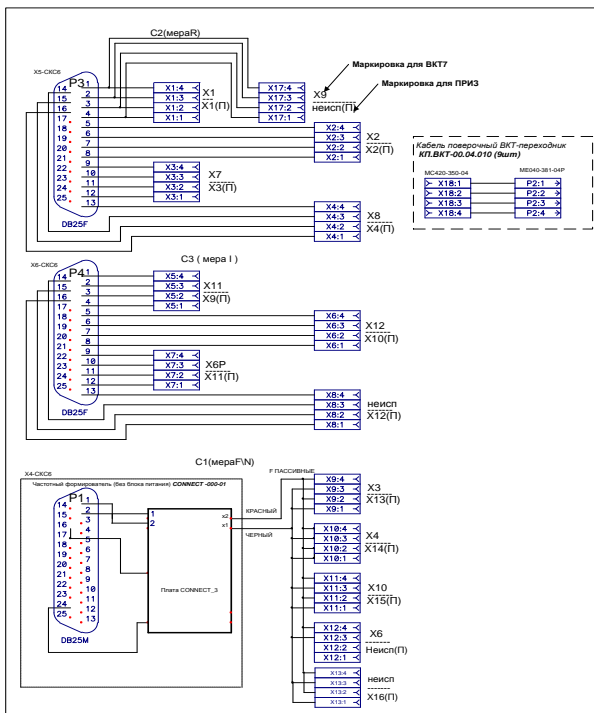 C2(мераR)
X5-СКС6
P3
14
15
16
17
18
19
20
21
22
23
24
25
1
2
3
4
5
6
7
8
9
10
11
12
13
DB25F
X1:4
X1:3
X1:2
X1:1
X1
X1(П)
X17:4
X17:3
X17:2
X17:1
X9
неисп(П)
Маркировка для ВКТ7
Маркировка для ПРИЗ
X2:4
X2:3
X2:2
X2:1
X2
X2(П)
X3:4
X3:3
X3:2
X3:1
X7
X3(П)
X4:4
X4:3
X4:2
X4:1
X8
X4(П)
Кабель поверочный ВКТ-переходник
КП.ВКТ-00.04.010 (9шт)
MC420-350-04
ME040-381-04P
X18:1
X18:2
X18:3
X18:4
P2:1
P2:2
P2:3
P2:4
C3 ( мера I )
X6-СКС6
P4
14
15
16
17
18
19
20
21
22
23
24
25
1
2
3
4
5
6
7
8
9
10
11
12
13
DB25F
X5:4
X5:3
X5:2
X5:1
X11
X9(П)
X6:4
X6:3
X6:2
X6:1
X12
X10(П)
X7:4
X7:3
X7:2
X7:1
X6P
X11(П)
X8:4
X8:3
X8:2
X8:1
неисп
X12(П)
C1(мераF\N)
X4-СКС6
Частотный формирователь (без блока питания) CONNECT -000-01
P1
14
15
16
17
18
19
20
21
22
23
24
25
1
2
3
4
5
6
7
8
9
10
11
12
13
DB25M
1
2
x2
x1
Плата CONNECT_3
F ПАССИВНЫЕ
КРАСНЫЙ
ЧЕРНЫЙ
X9:4
X9:3
X9:2
X9:1
X3
X13(П)
X10:4
X10:3
X10:2
X10:1
X4
X14(П)
X11:4
X11:3
X11:2
X11:1
X10
X15(П)
X12:4
X12:3
X12:2
X12:1
X6
Неисп(П)
X13:4
X13:3
X13:2
X13:1
неисп
X16(П)